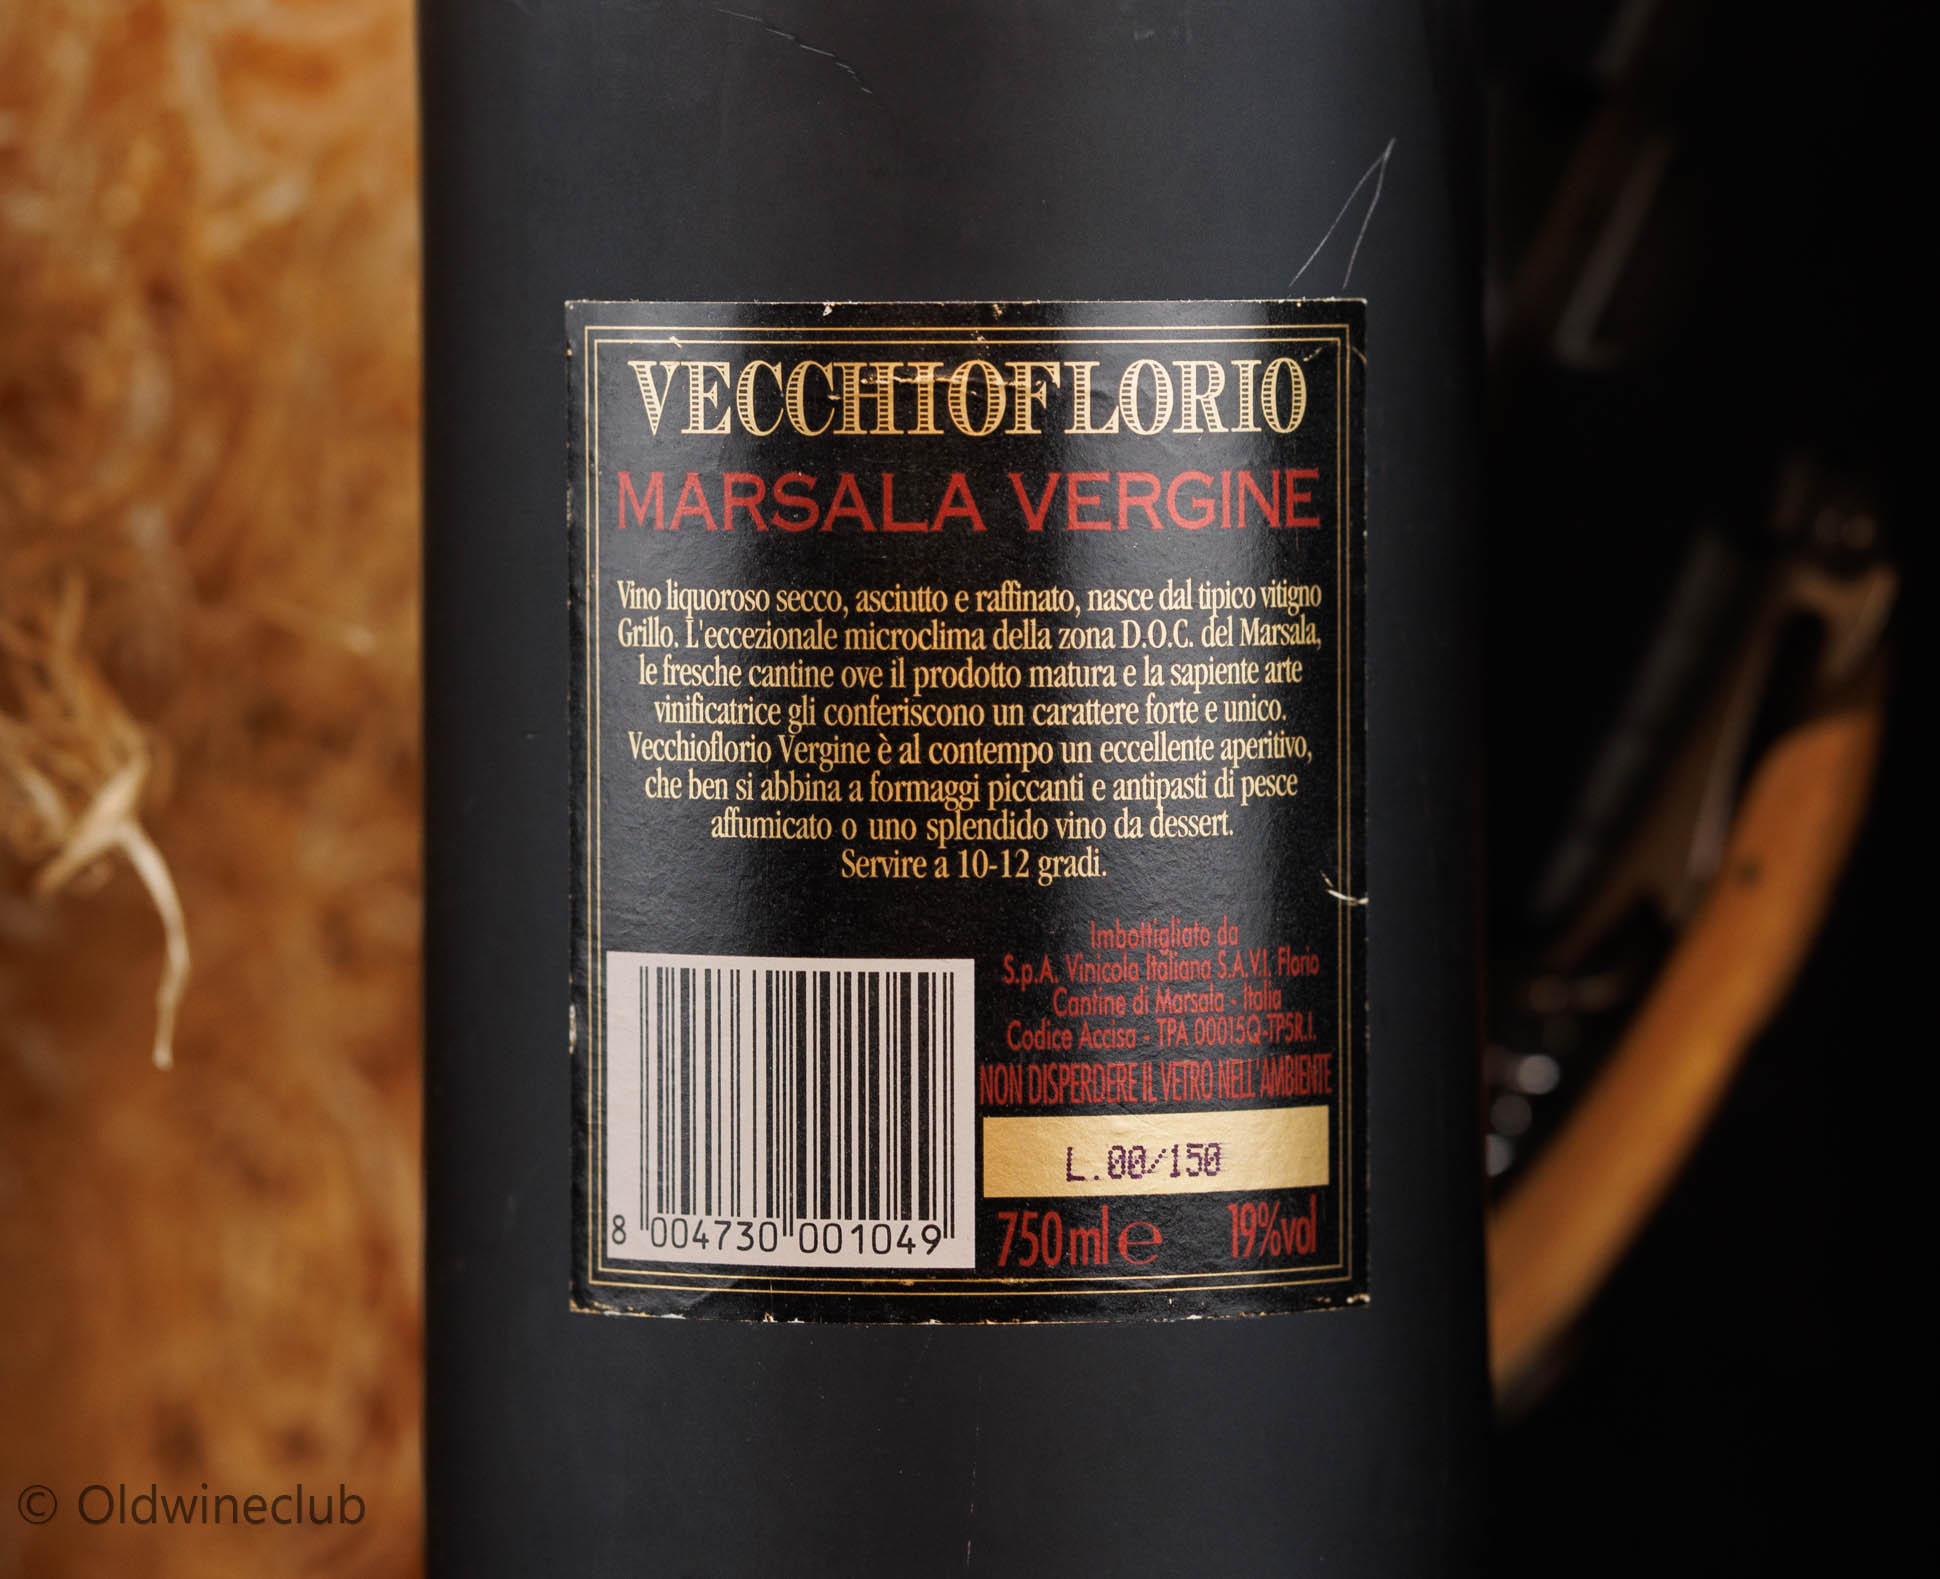 VECCHIOFLORIO
MARSALA VERGINE
Vino liquoroso secco, asciutto e raffinato, nasce dal tipico vitigno
Grillo. L'eccezionale microclima della zona D.O.C. del Marsala,
le fresche cantine ove il prodotto matura e la sapiente arte
vinificatrice gli conferiscono un carattere forte e unico.
Vecchioflorio Vergine è al contempo un eccellente aperitivo,
che ben si abbina a formaggi piccanti e antipasti di pesce
affumicato o uno splendido vino da dessert.
Servire a 10-12 gradi.
Imbottigliato da
S.p.A. Vinicola Italiana S.A.V.I. Florio
Cantine di Marsala - Italia
Codice Accisa - TPA 00015Q-TP5R.I.
NON DISPERDERE IL VETRO NELL'AMBIENTE
L.00/150
750 ml e 19%vol
8 004730 001049
© Oldwineclub